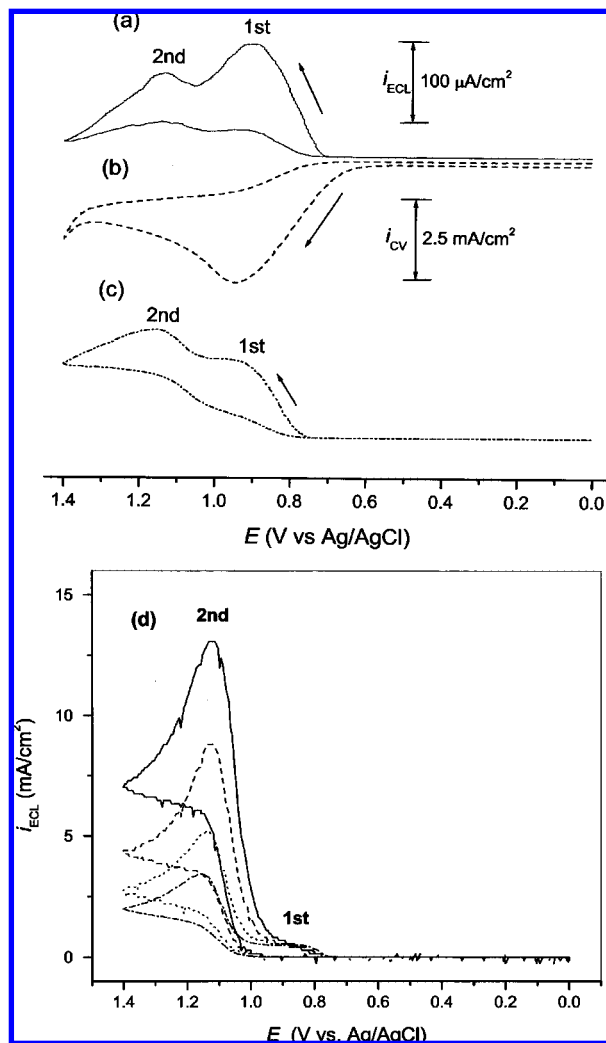 (a)
1st
2nd
i_ECL 100 μA/cm²
(b)
i_CV 2.5 mA/cm²
(c)
2nd
1st
1.4 1.2 1.0 0.8 0.6 0.4 0.2 0.0
E (V vs Ag/AgCl)
15
(d) 2nd
10
i_ECL (mA/cm²)
5
1st
0
1.4 1.2 1.0 0.8 0.6 0.4 0.2 0.0
E (V vs. Ag/AgCl)